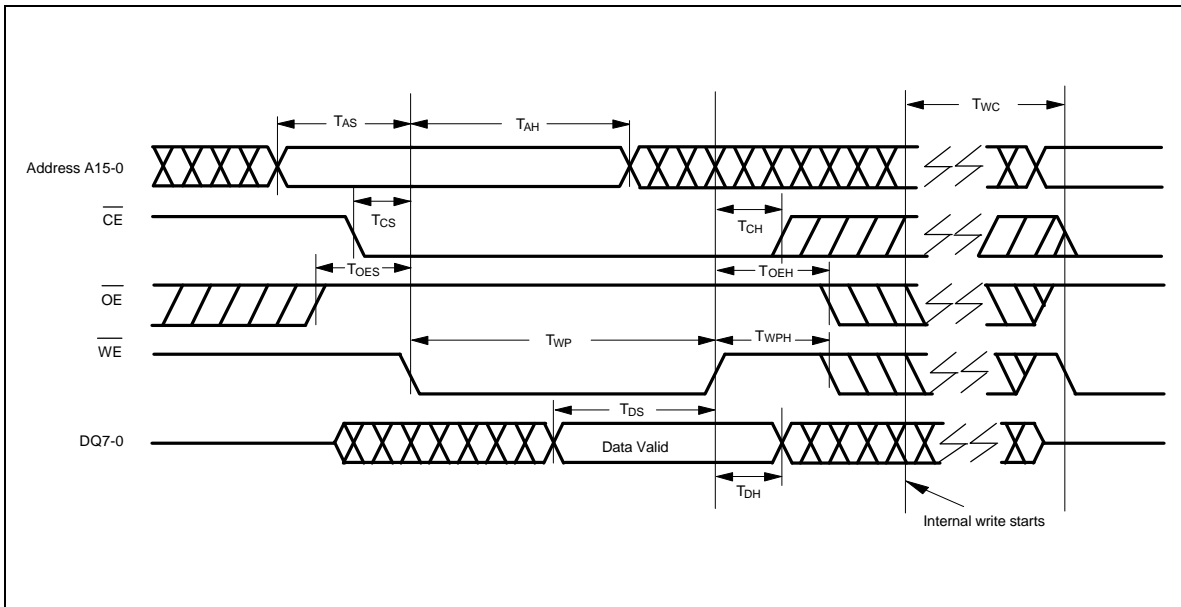 TWC
TAS
TAH
Address A15-0
TCS
TCH
CE
TOES
TOEH
OE
TWP
TWPH
WE
TDS
DQ7-0
Data Valid
TDH
Internal write starts